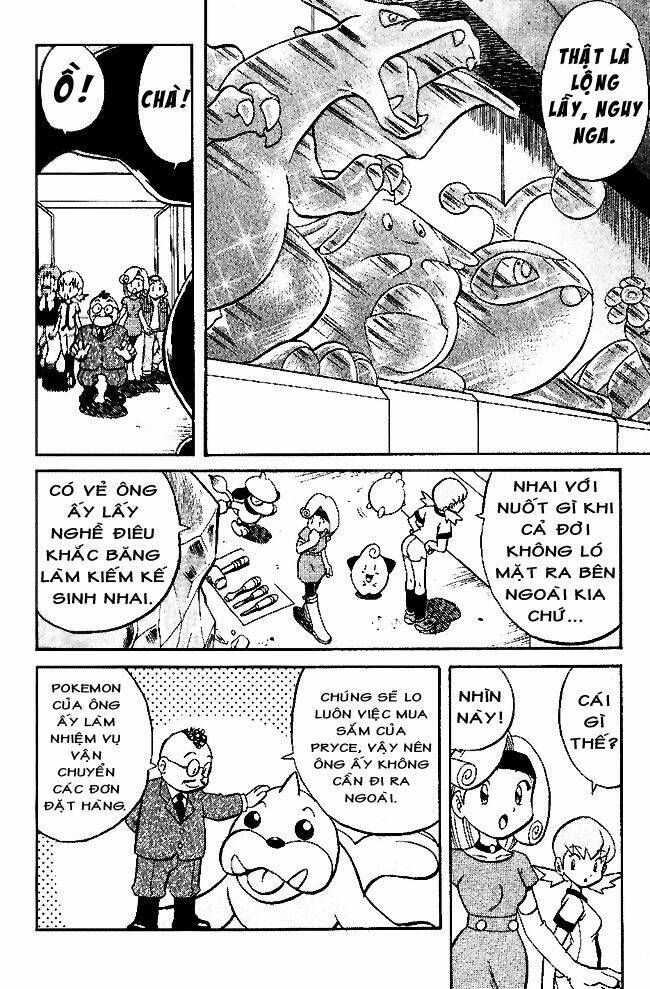 THẬT LÀ
LỘNG
LẪY, NGUY
NGA.
CHÀ!
Ồ!
NHAI VỚI
NUỐT GÌ KHI
CẢ ĐỜI
KHÔNG LÓ
MẶT RA BÊN
NGOÀI KIA
CHỨ...
CÓ VẺ ÔNG
ẤY LẤY
NGHỀ ĐIÊU
KHẮC BĂNG
LÀM KIẾM KẾ
SINH NHAI.
CÁI
GÌ
THẾ?
NHÌN
NÀY!
CHÚNG SẼ LO
LUÔN VIỆC MUA
SẮM CỦA
PRYCE, VẬY NÊN
ÔNG ẤY KHÔNG
CẦN ĐI RA
NGOÀI.
POKEMON
CỦA ÔNG
ẤY LÀM
NHIỆM VỤ
VẬN
CHUYỂN
CÁC ĐƠN
ĐẶT HÀNG.